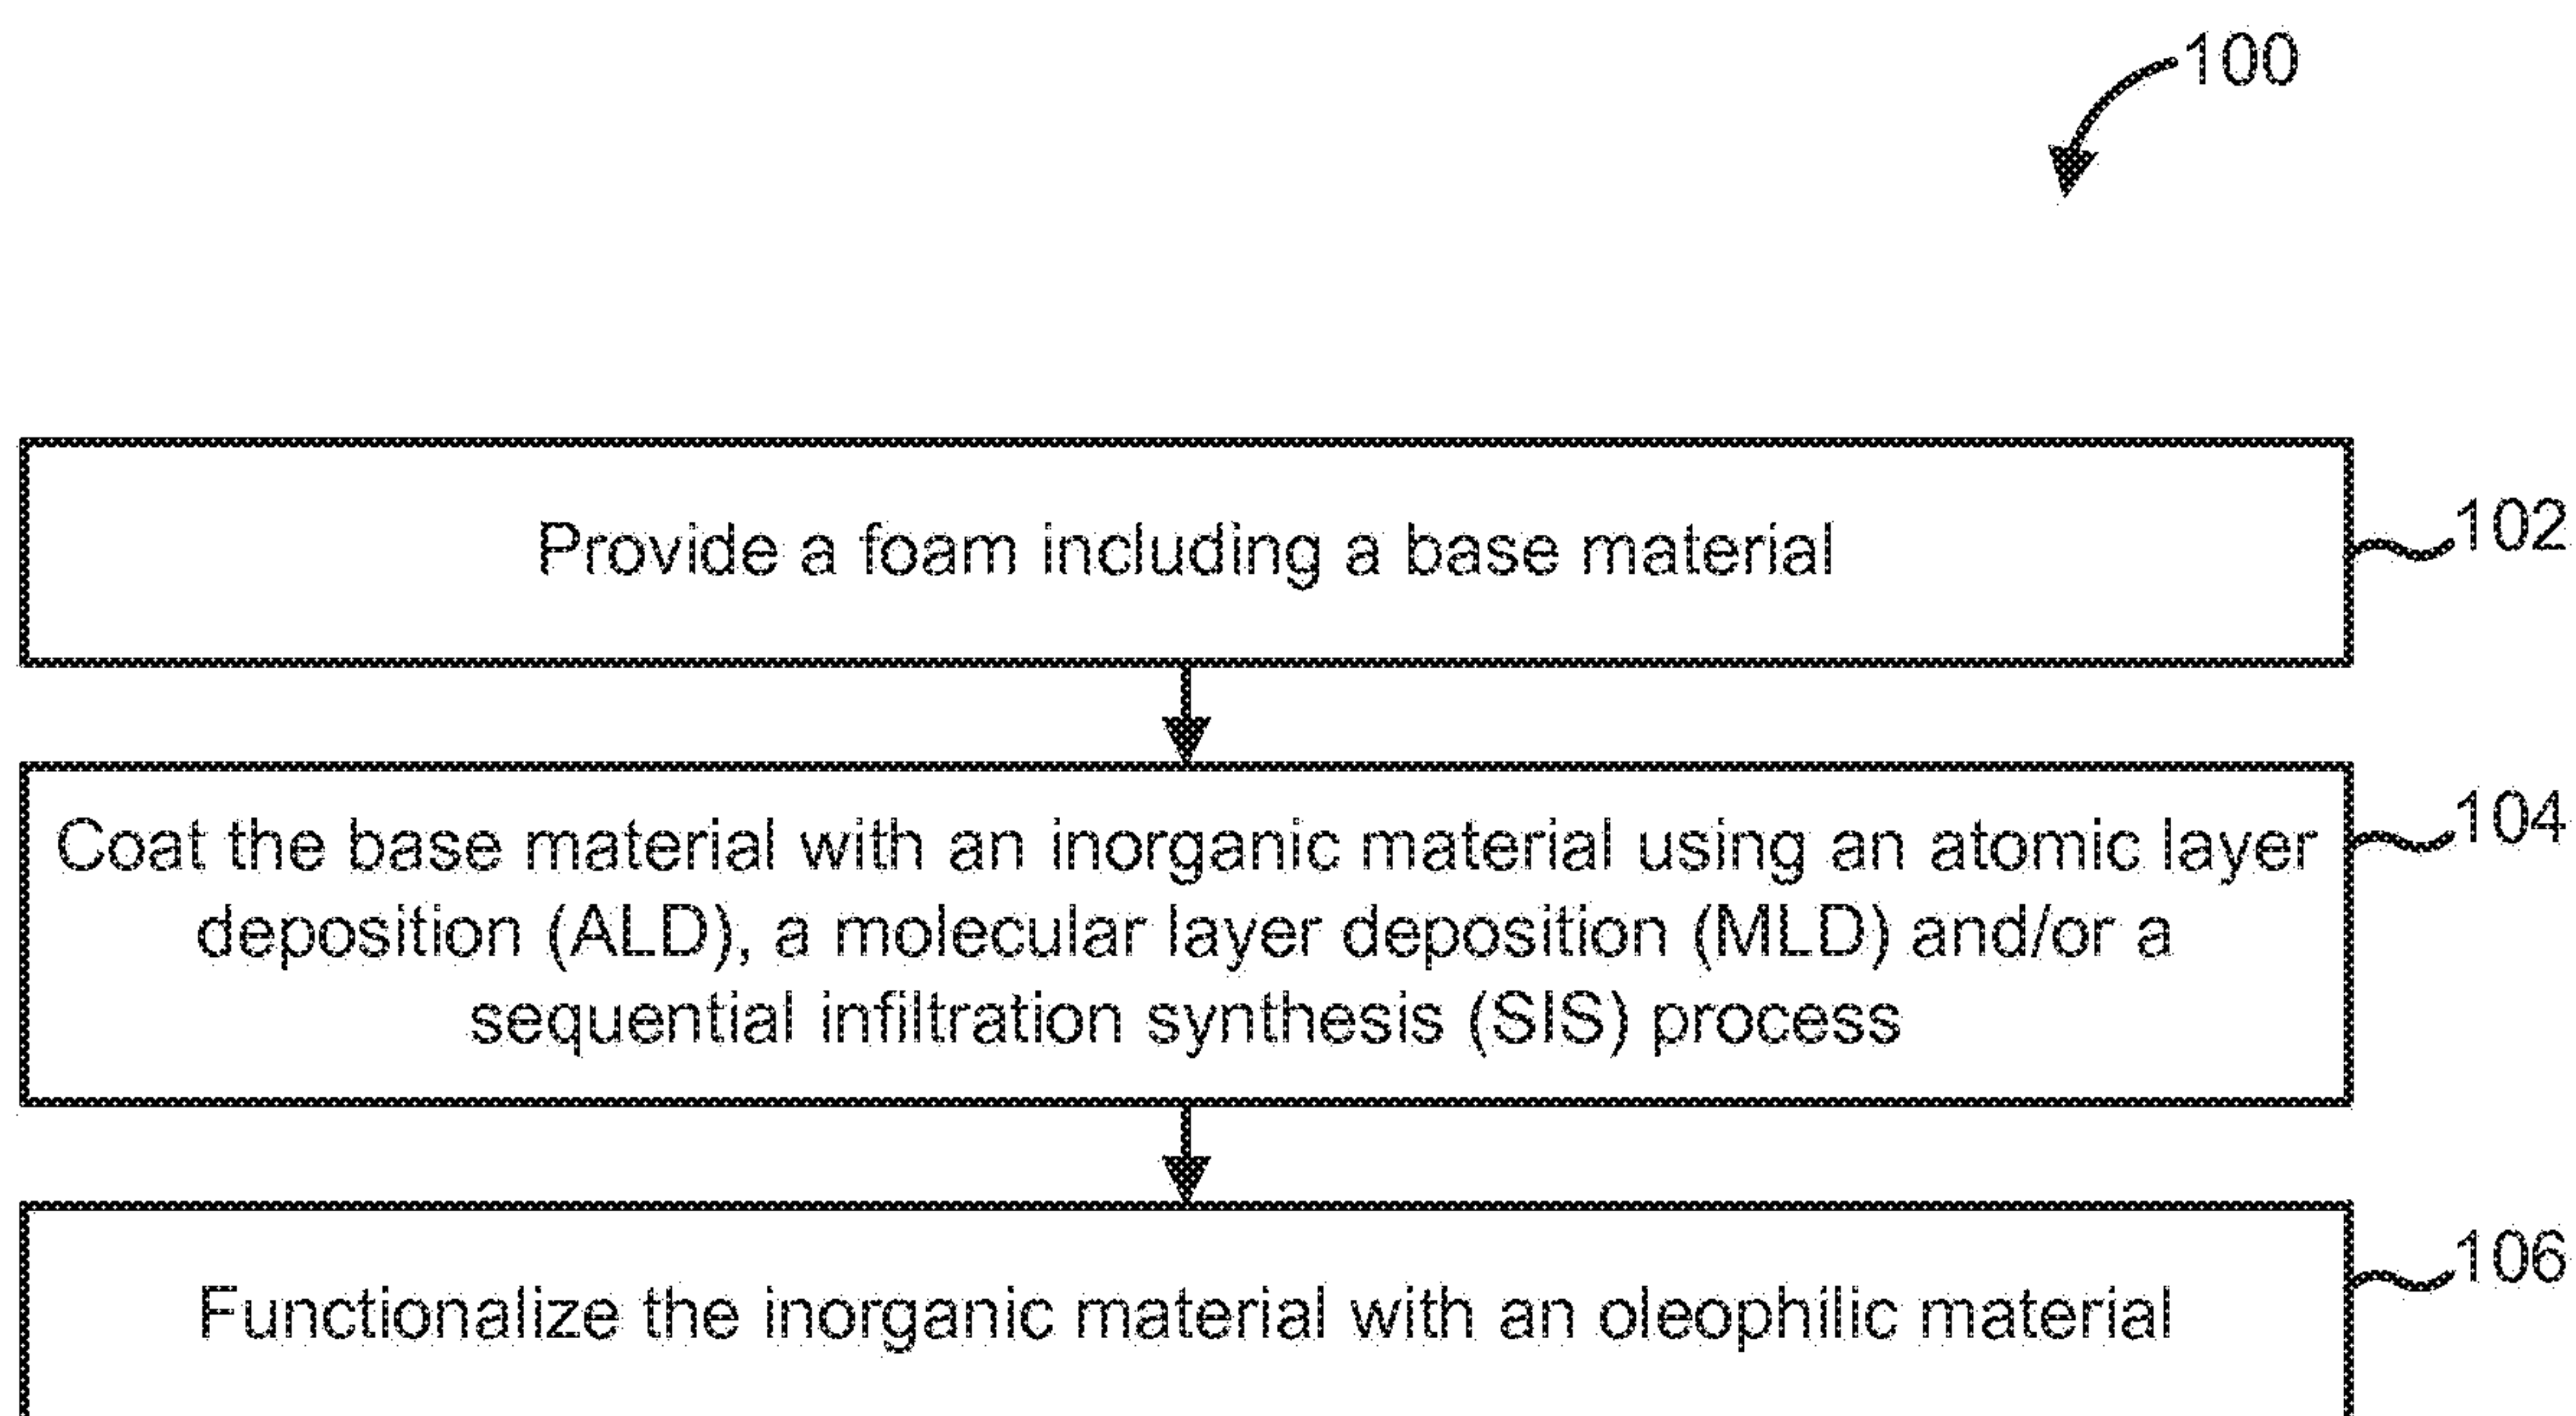 100
Provide a foam including a base material
102
Coat the base material with an inorganic material using an atomic layer
104
deposition (ALD), a molecular layer deposition (MLD) and/or a
sequential infiltration synthesis (SIS) process
Functionalize the inorganic material with an oleophilic material
106